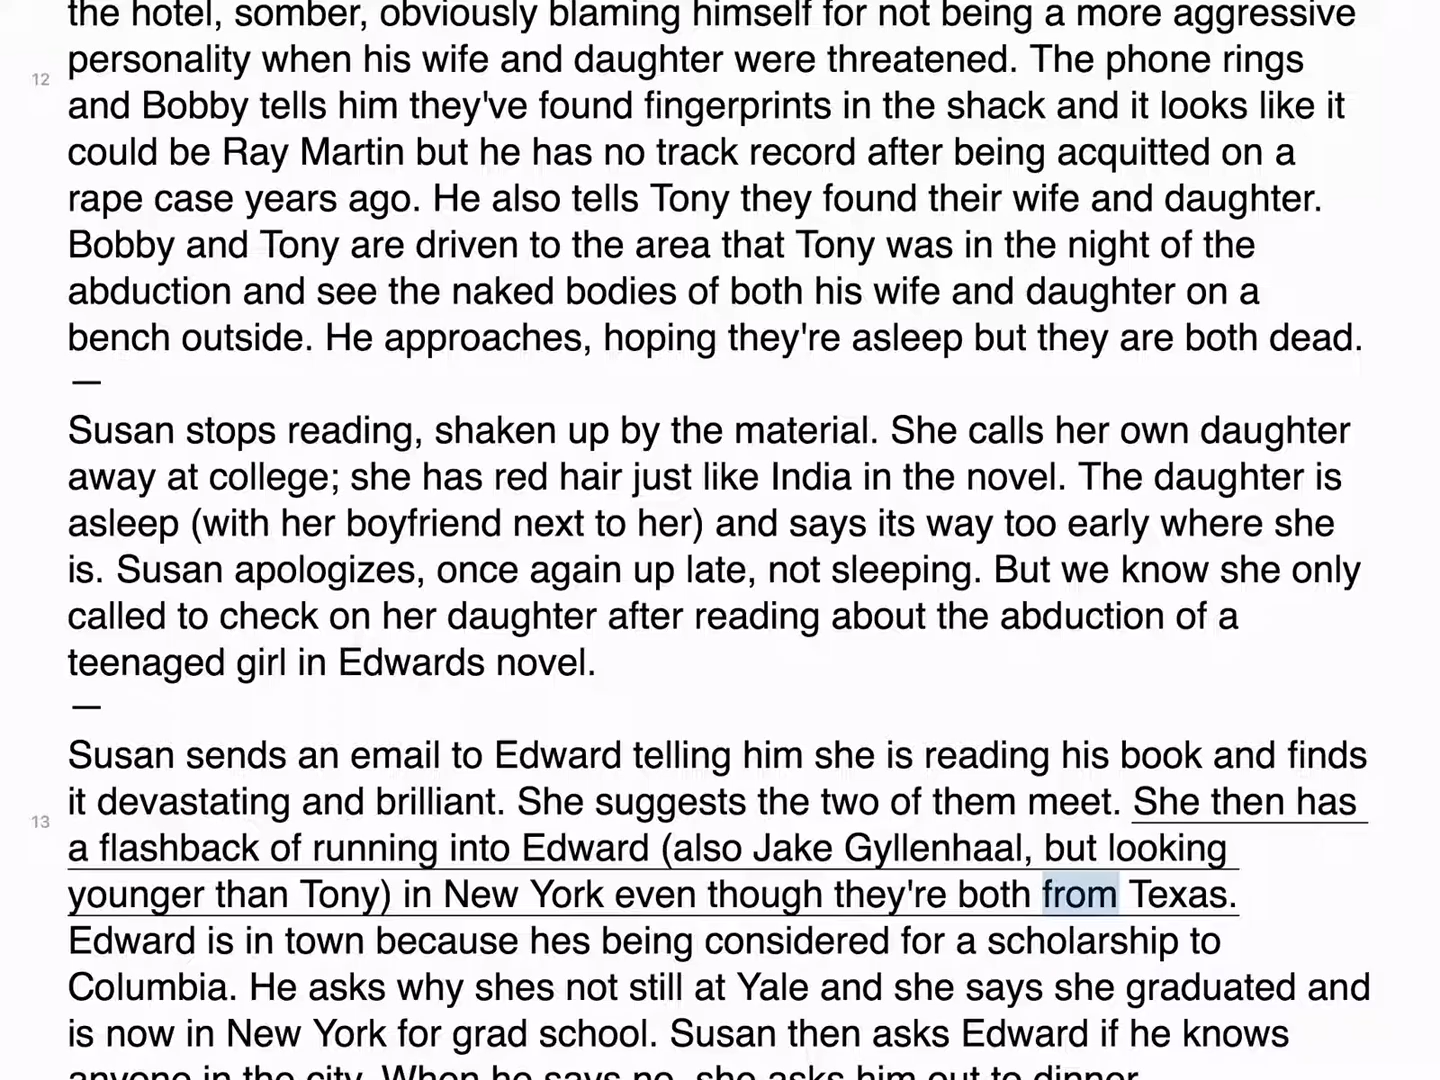 the hotel, somber, obviously blaming himself for not being a more aggressive
personality when his wife and daughter were threatened. The phone rings
12
and Bobby tells him they've found fingerprints in the shack and it looks like it
could be Ray Martin but he has no track record after being acquitted on a
rape case years ago. He also tells Tony they found their wife and daughter.
Bobby and Tony are driven to the area that Tony was in the night of the
abduction and see the naked bodies of both his wife and daughter on a
bench outside. He approaches, hoping they're asleep but they are both dead.
—
Susan stops reading, shaken up by the material. She calls her own daughter
away at college; she has red hair just like India in the novel. The daughter is
asleep (with her boyfriend next to her) and says its way too early where she
is. Susan apologizes, once again up late, not sleeping. But we know she only
called to check on her daughter after reading about the abduction of a
teenaged girl in Edwards novel.
—
Susan sends an email to Edward telling him she is reading his book and finds
it devastating and brilliant. She suggests the two of them meet. She then has
13
a flashback of running into Edward (also Jake Gyllenhaal, but looking
younger than Tony) in New York even though they're both from Texas.
Edward is in town because hes being considered for a scholarship to
Columbia. He asks why shes not still at Yale and she says she graduated and
is now in New York for grad school. Susan then asks Edward if he knows
anyone in the city. When he says no, she asks him out to dinner.